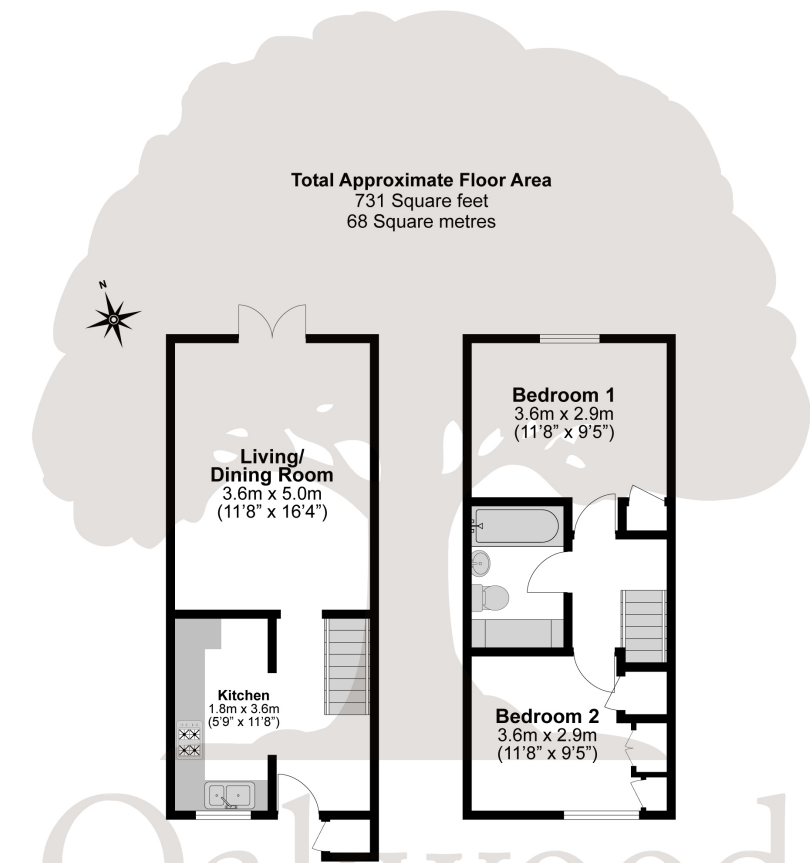 Total Approximate Floor Area
731 Square feet
68 Square metres
N
Living/
Dining Room
3.6m x 5.0m
(11'8” x 16'4”)
Kitchen
1.8m x 3.6m
(5'9” x 11'8”)
Bedroom 1
3.6m x 2.9m
(11'8” x 9'5”)
Bedroom 2
3.6m x 2.9m
(11'8” x 9'5”)
Oakwood